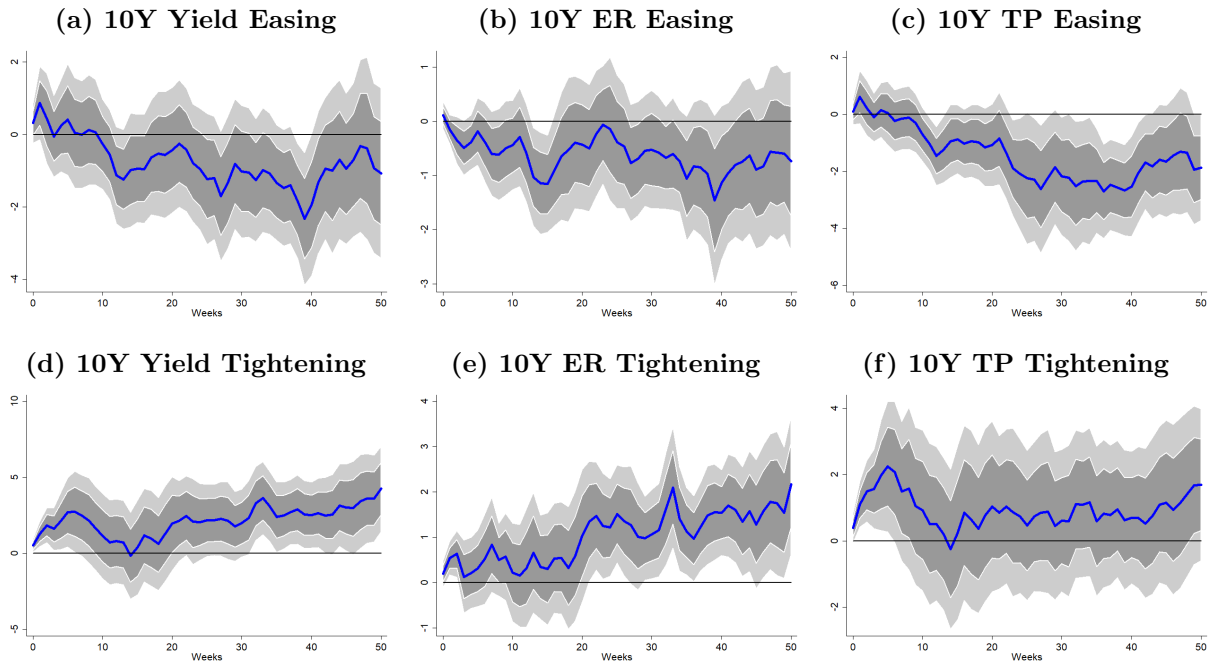 (a) 10Y Yield Easing
(b) 10Y ER Easing
(c) 10Y TP Easing
2
0
-2
-4
0 10 20 30 40 50
Weeks
1
0
-1
-2
-3
0 10 20 30 40 50
Weeks
2
0
-2
-4
-6
0 10 20 30 40 50
Weeks
(d) 10Y Yield Tightening
(e) 10Y ER Tightening
(f) 10Y TP Tightening
10
5
0
-5
0 10 20 30 40 50
Weeks
4
3
2
1
0
-1
0 10 20 30 40 50
Weeks
4
2
0
-2
0 10 20 30 40 50
Weeks